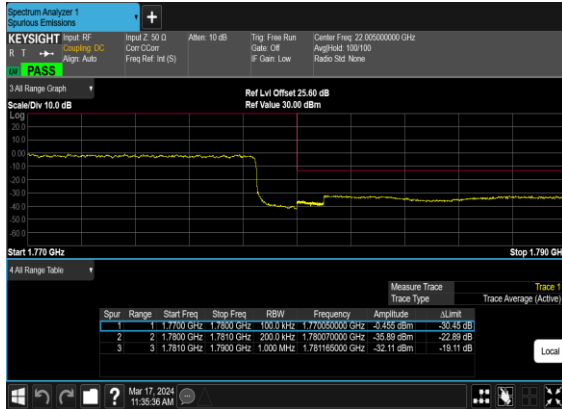 Spectrum Analyzer 1
Spurious Emissions
+
KEYSIGHT Input: RF Input Z: 50 Ω Atten: 10 dB Trig: Free Run Center Freq: 22.005000000 GHz
R T Coupling: DC Corr CCorr Gate: Off Avg|Hold: 100/100
Align: Auto Freq Ref: Int (S) IF Gain: Low Radio Std: None
LXI PASS
3 All Range Graph
Ref Lvl Offset 25.60 dB
Scale/Div 10.0 dB Ref Value 30.00 dBm
Log
20.0
10.0
0.00
-10.0
-20.0
-30.0
-40.0
-50.0
-60.0
Start 1.770 GHz Stop 1.790 GHz
4 All Range Table
Measure Trace Trace 1
Trace Type Trace Average (Active)
Spur Range Start Freq Stop Freq RBW Frequency Amplitude ΔLimit
1 1 1.7700 GHz 1.7800 GHz 100.0 kHz 1.770050000 GHz -0.455 dBm -30.45 dB
2 2 1.7800 GHz 1.7810 GHz 200.0 kHz 1.780070000 GHz -35.89 dBm -22.89 dB
3 3 1.7810 GHz 1.7900 GHz 1.000 MHz 1.781165000 GHz -32.11 dBm -19.11 dB
Local
? Mar 17, 2024
11:35:36 AM